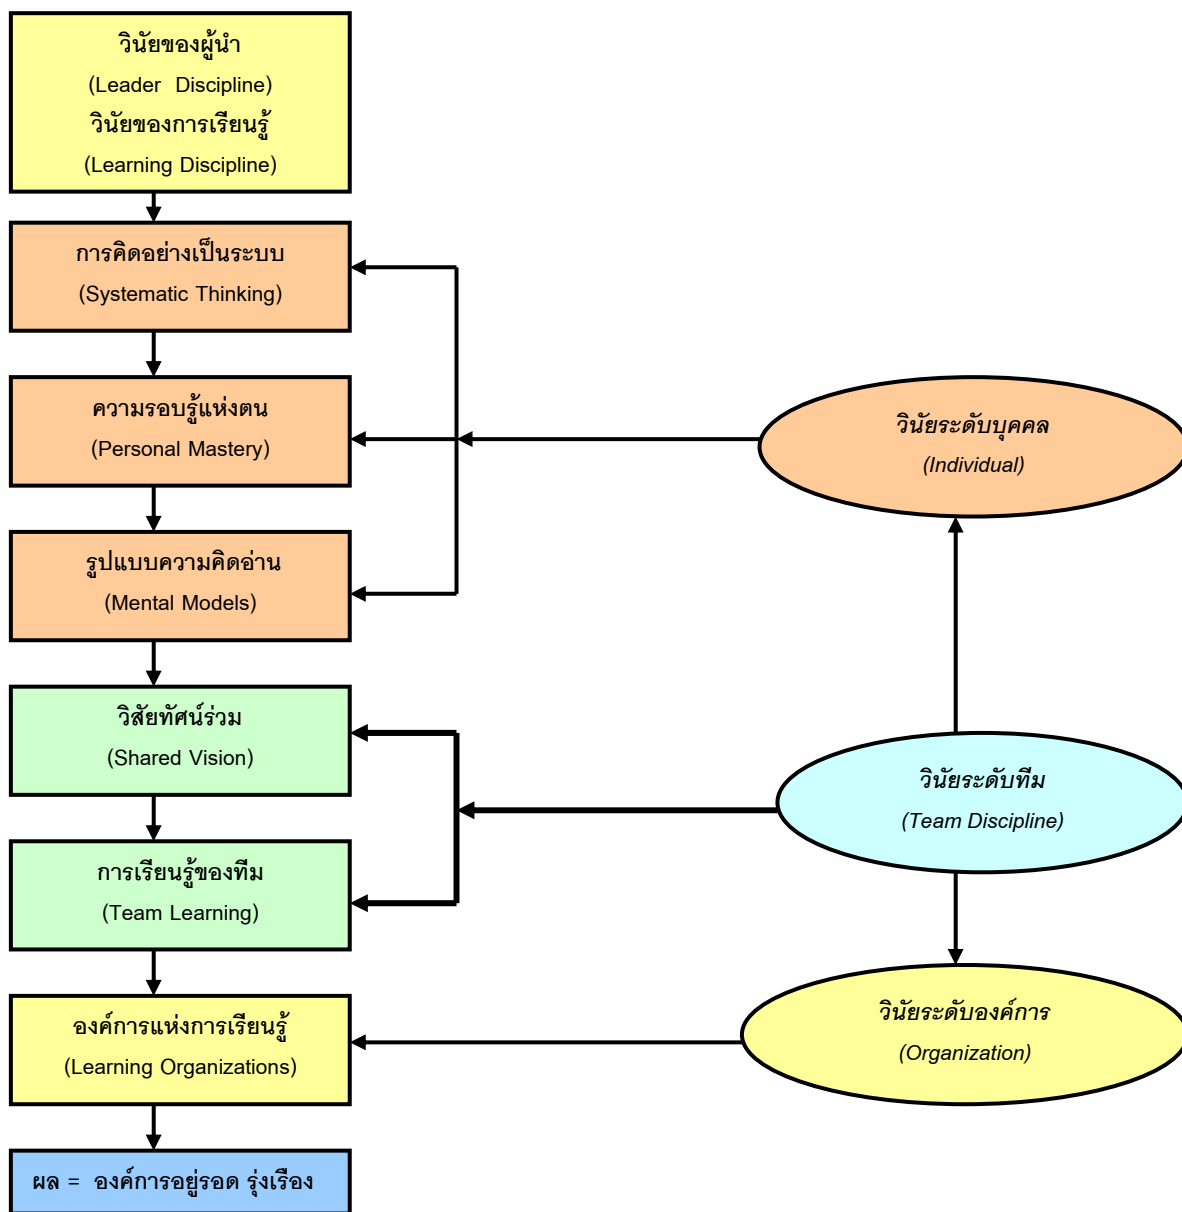 วินัยของผู้นำ
(Leader Discipline)
วินัยของการเรียนรู้
(Learning Discipline)
การคิดอย่างเป็นระบบ
(Systematic Thinking)
ความรอบรู้แห่งตน
(Personal Mastery)
วินัยระดับบุคคล
(Individual)
รูปแบบความคิดอ่าน
(Mental Models)
วิสัยทัศน์ร่วม
(Shared Vision)
วินัยระดับทีม
(Team Discipline)
การเรียนรู้ของทีม
(Team Learning)
องค์การแห่งการเรียนรู้
(Learning Organizations)
วินัยระดับองค์การ
(Organization)
ผล = องค์การอยู่รอด รุ่งเรือง